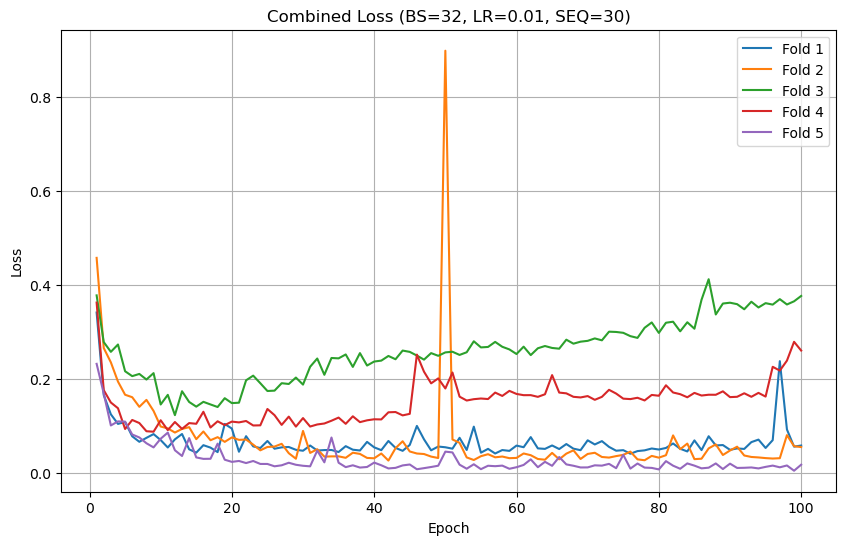 Combined Loss (BS=32, LR=0.01, SEQ=30)
Loss
0.8
0.6
0.4
0.2
0.0
0
20
40
60
80
100
Epoch
Fold 1
Fold 2
Fold 3
Fold 4
Fold 5